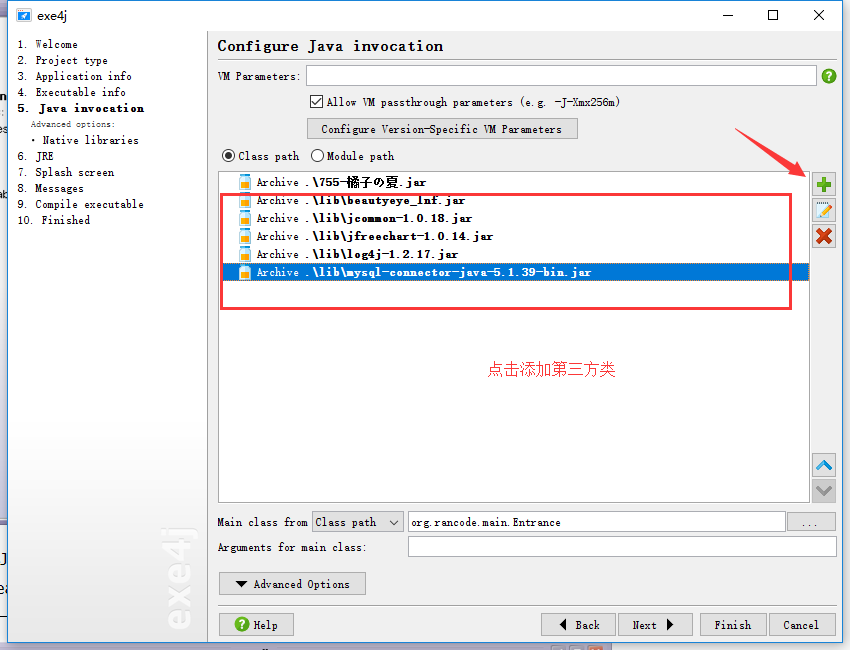 exe4j
1. Welcome
2. Project type
3. Application info
4. Executable info
5. Java invocation
Advanced options:
· Native libraries
6. JRE
7. Splash screen
8. Messages
9. Compile executable
10. Finished
exe4j
Configure Java invocation
VM Parameters:
Allow VM passthrough parameters (e.g. -J-Xmx256m)
Configure Version-Specific VM Parameters
Class path Module path
Archive .\755-橘子の夏.jar
Archive .\lib\beautyeye_lnf.jar
Archive .\lib\jcommon-1.0.18.jar
Archive .\lib\jfreechart-1.0.14.jar
Archive .\lib\log4j-1.2.17.jar
Archive .\lib\mysql-connector-java-5.1.39-bin.jar
点击添加第三方类
Main class from Class path org.rancode.main.Entrance ...
Arguments for main class:
Advanced Options
Help Back Next Finish Cancel